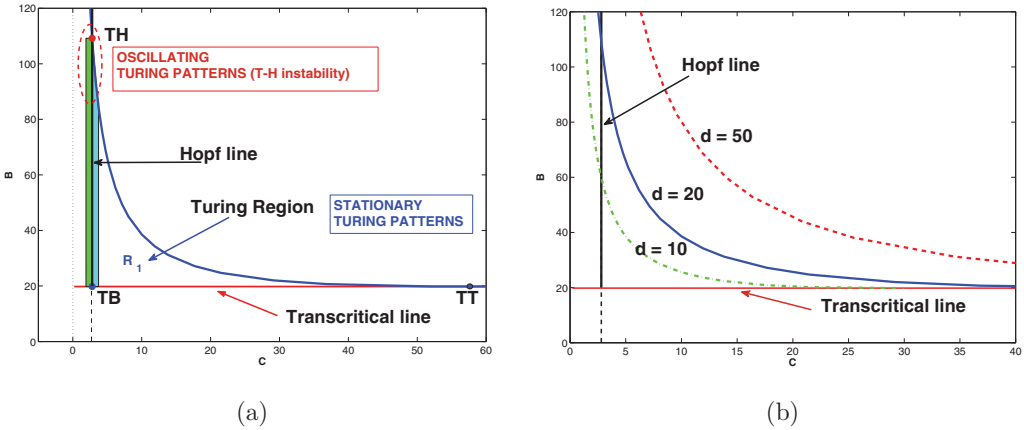 120
100
80
60
40
20
0
B
0
10
20
30
40
50
60
C
TH
OSCILLATING
TURING PATTERNS (T-H instability)
Hopf line
Turing Region
STATIONARY
TURING PATTERNS
R 1
TB
TT
Transcritical line
(a)
120
100
80
60
40
20
0
B
0
5
10
15
20
25
30
35
40
C
Hopf line
d = 50
d = 20
d = 10
Transcritical line
(b)